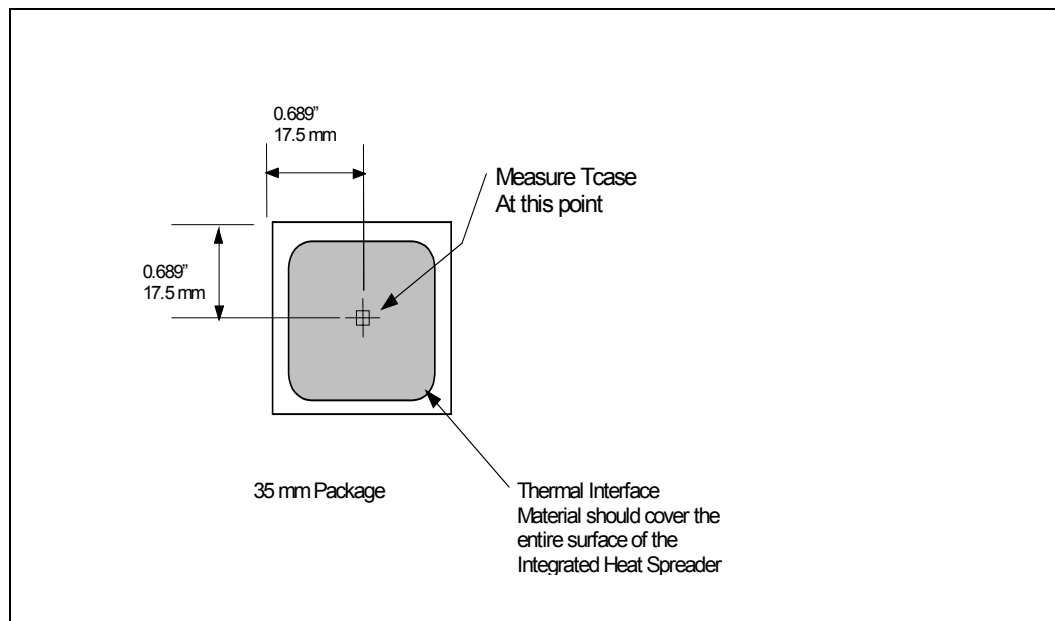 0.689”
17.5 mm
Measure Tcase
At this point
0.689”
17.5 mm
35 mm Package
Thermal Interface
Material should cover the
entire surface of the
Integrated Heat Spreader